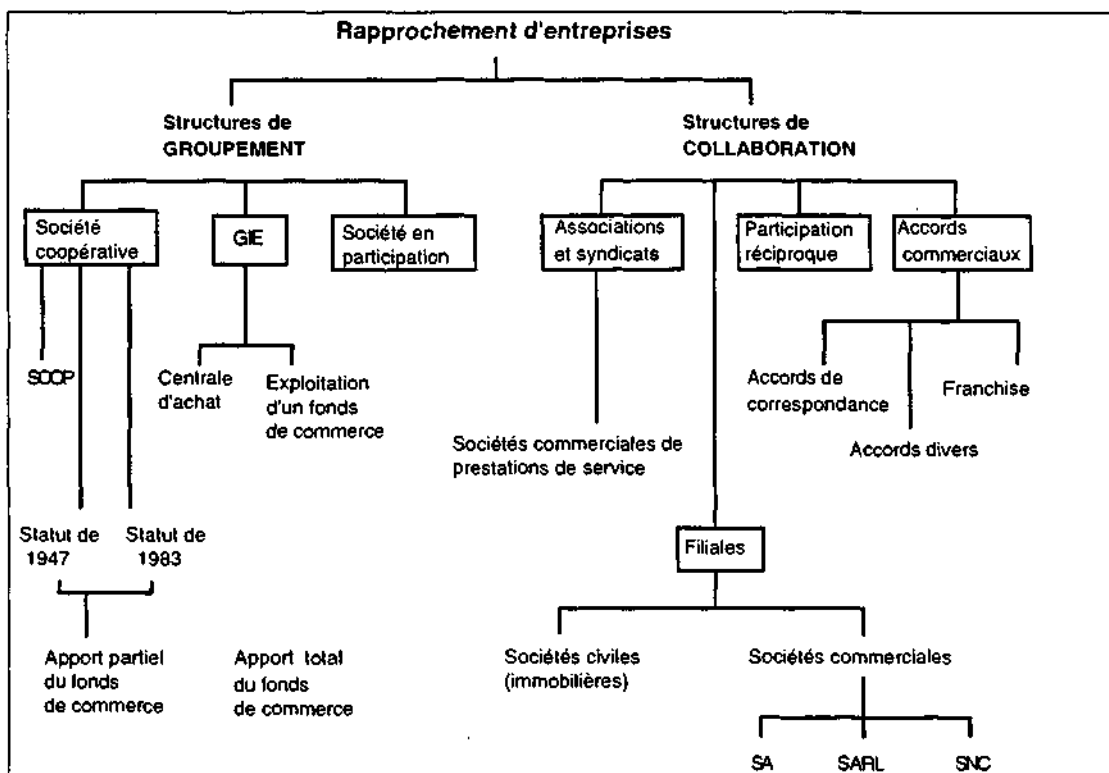 Rapprochement d'entreprises
Structures de
GROUPEMENT
Structures de
COLLABORATION
Société
coopérative
GIE
Société en
participation
Associations
et syndicats
Participation
réciproque
Accords
commerciaux
SCOP
Centrale
d'achat
Exploitation
d'un fonds
de commerce
Sociétés commerciales de
prestations de service
Accords de
correspondance
Franchise
Accords divers
Statut de
1947
Statut de
1983
Filiales
Apport partiel
du fonds
de commerce
Apport total
du fonds
de commerce
Sociétés civiles
(immobilières)
Sociétés commerciales
SA
SARL
SNC